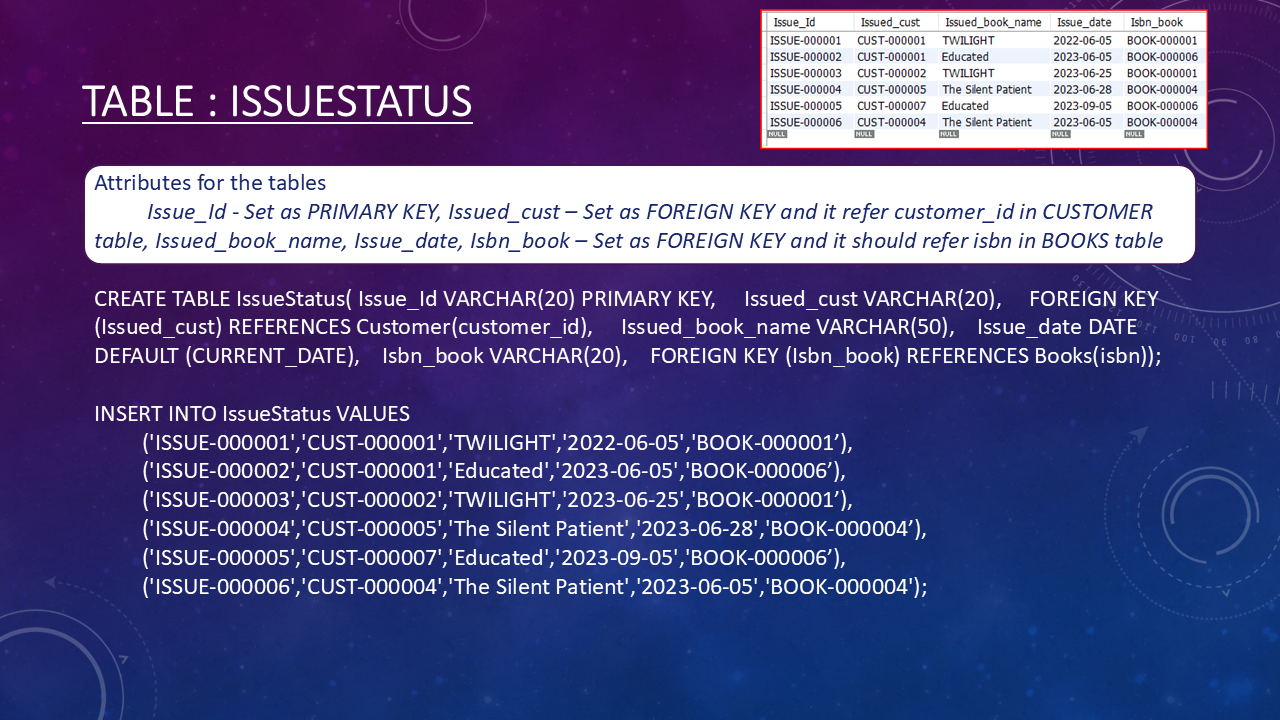 TABLE : ISSUESTATUS
Issue_Id Issued_cust Issued_book_name Issue_date Isbn_book
ISSUE-000001 CUST-000001 TWILIGHT 2022-06-05 BOOK-000001
ISSUE-000002 CUST-000001 Educated 2023-06-05 BOOK-000006
ISSUE-000003 CUST-000002 TWILIGHT 2023-06-25 BOOK-000001
ISSUE-000004 CUST-000005 The Silent Patient 2023-06-28 BOOK-000004
ISSUE-000005 CUST-000007 Educated 2023-09-05 BOOK-000006
ISSUE-000006 CUST-000004 The Silent Patient 2023-06-05 BOOK-000004
NULL NULL NULL NULL NULL
Attributes for the tables
Issue_Id - Set as PRIMARY KEY, Issued_cust – Set as FOREIGN KEY and it refer customer_id in CUSTOMER
table, Issued_book_name, Issue_date, Isbn_book – Set as FOREIGN KEY and it should refer isbn in BOOKS table
CREATE TABLE IssueStatus( Issue_Id VARCHAR(20) PRIMARY KEY, Issued_cust VARCHAR(20), FOREIGN KEY
(Issued_cust) REFERENCES Customer(customer_id), Issued_book_name VARCHAR(50), Issue_date DATE
DEFAULT (CURRENT_DATE), Isbn_book VARCHAR(20), FOREIGN KEY (Isbn_book) REFERENCES Books(isbn));
INSERT INTO IssueStatus VALUES
('ISSUE-000001','CUST-000001','TWILIGHT','2022-06-05','BOOK-000001’),
('ISSUE-000002','CUST-000001','Educated','2023-06-05','BOOK-000006’),
('ISSUE-000003','CUST-000002','TWILIGHT','2023-06-25','BOOK-000001’),
('ISSUE-000004','CUST-000005','The Silent Patient','2023-06-28','BOOK-000004’),
('ISSUE-000005','CUST-000007','Educated','2023-09-05','BOOK-000006’),
('ISSUE-000006','CUST-000004','The Silent Patient','2023-06-05','BOOK-000004');